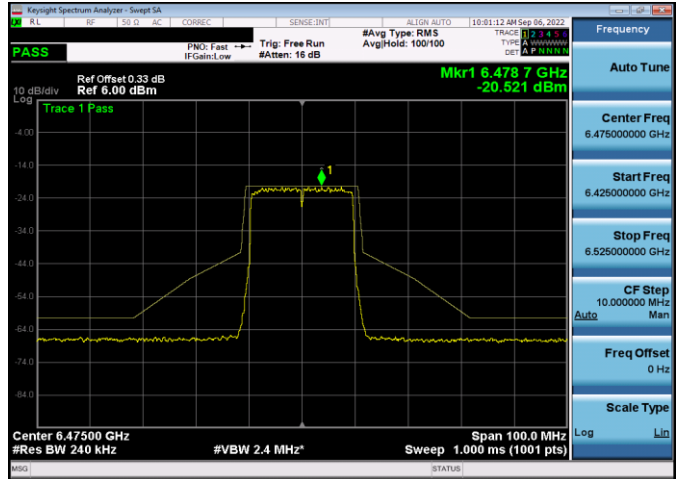 Keysight Spectrum Analyzer - Swept SA
RL RF 50 Ω AC CORREC SENSE:INT ALIGN AUTO 10:01:12 AM Sep 06, 2022
PASS
PNO: Fast
IFGain:Low
Trig: Free Run
#Atten: 16 dB
#Avg Type: RMS
Avg|Hold: 100/100
TRACE 1 2 3 4 5 6
TYPE A WWWWW
DET A P N N N N
Ref Offset 0.33 dB
10 dB/div Ref 6.00 dBm
Log
Mkr1 6.478 7 GHz
-20.521 dBm
Trace 1 Pass
1
-4.00
-14.0
-24.0
-34.0
-44.0
-54.0
-64.0
-74.0
-84.0
Center 6.47500 GHz Span 100.0 MHz
#Res BW 240 kHz #VBW 2.4 MHz* Sweep 1.000 ms (1001 pts)
MSG STATUS
Frequency
Auto Tune
Center Freq
6.475000000 GHz
Start Freq
6.425000000 GHz
Stop Freq
6.525000000 GHz
CF Step
10.000000 MHz
Auto Man
Freq Offset
0 Hz
Scale Type
Log Lin